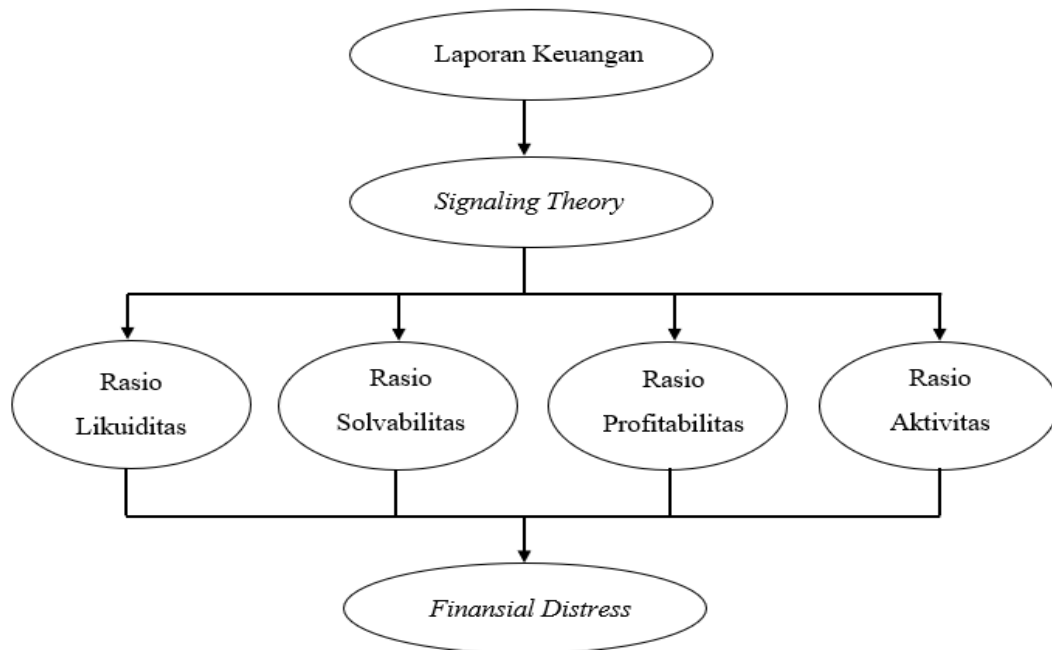 Laporan Keuangan
Signaling Theory
Rasio
Likuiditas
Rasio
Solvabilitas
Rasio
Profitabilitas
Rasio
Aktivitas
Finansial Distress